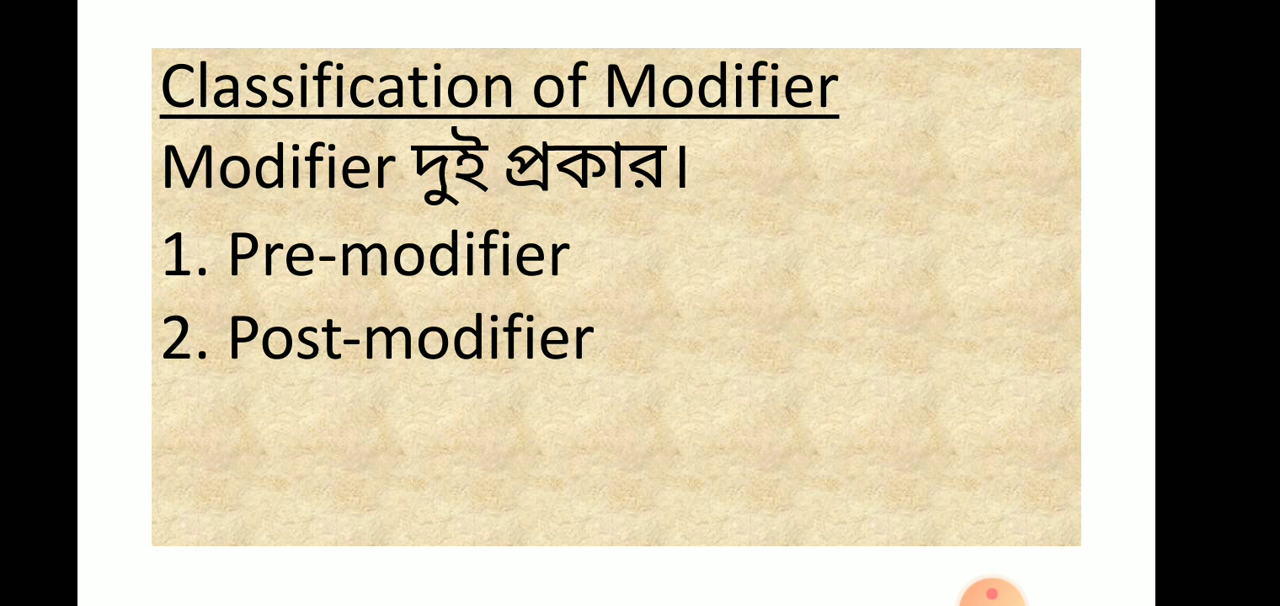 Classification of Modifier
Modifier দুই প্রকার।
1. Pre-modifier
2. Post-modifier